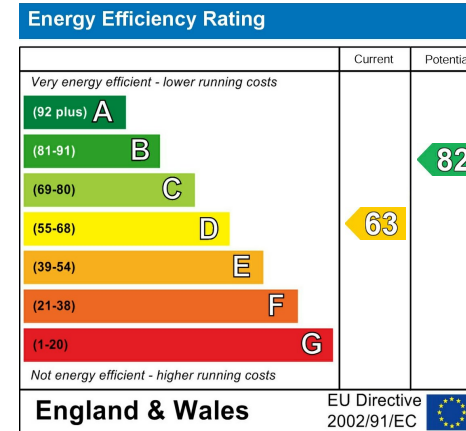 Energy Efficiency Rating
Current Potentia
Very energy efficient - lower running costs
(92 plus) A
(81-91) B
82
(69-80) C
(55-68) D
63
(39-54) E
(21-38) F
(1-20) G
Not energy efficient - higher running costs
England & Wales
EU Directive
2002/91/EC